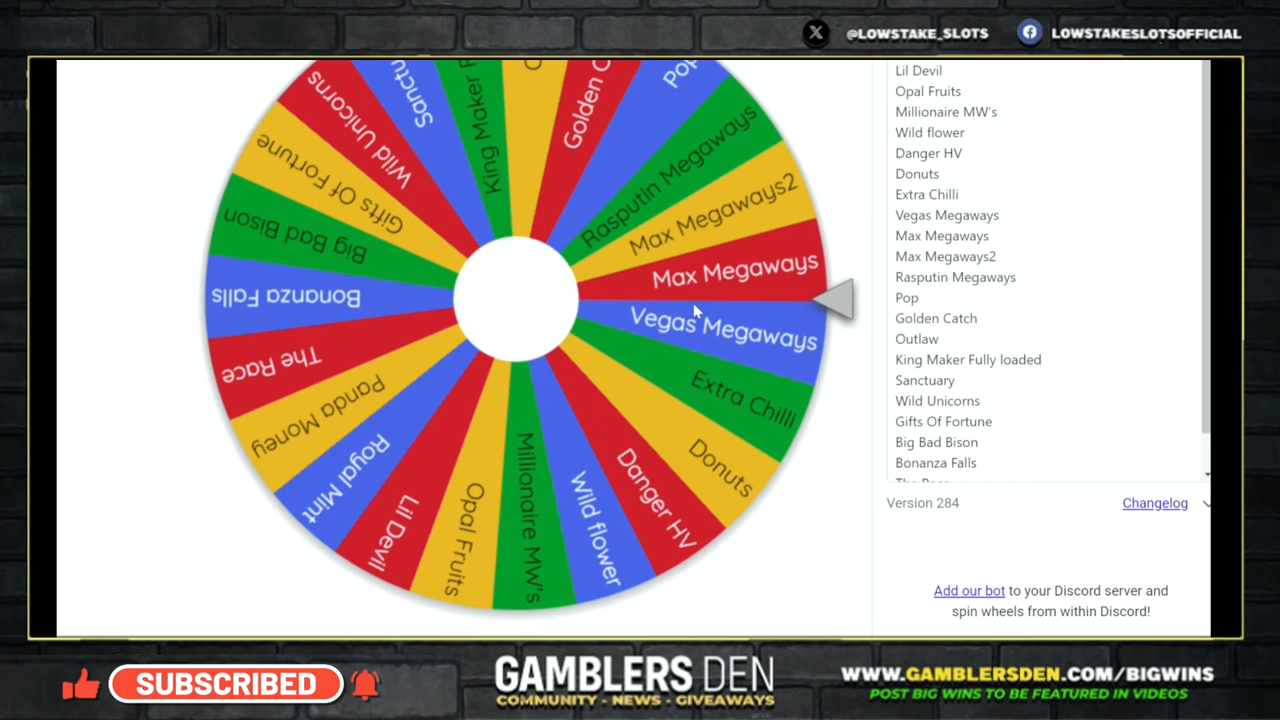 @LOWSTAKE_SLOTS
LOWSTAKESLOTSOFFICIAL
Wild Unicorns
Sanctu
King Maker F
Golden C
Pop
Rasputin Megaways
Max Megaways2
Max Megaways
Vegas Megaways
Extra Chilli
Donuts
Danger HV
Wild flower
Millionaire MW's
Opal Fruits
Lil Devil
Royal Mint
Panda Money
The Race
Bonanza Falls
Big Bad Bison
Gifts Of Fortune
Lil Devil
Opal Fruits
Millionaire MW's
Wild flower
Danger HV
Donuts
Extra Chilli
Vegas Megaways
Max Megaways
Max Megaways2
Rasputin Megaways
Pop
Golden Catch
Outlaw
King Maker Fully loaded
Sanctuary
Wild Unicorns
Gifts Of Fortune
Big Bad Bison
Bonanza Falls
Version 284
Changelog
Add our bot to your Discord server and
spin wheels from within Discord!
SUBSCRIBED
GAMBLERS DEN
COMMUNITY - NEWS - GIVEAWAYS
WWW.GAMBLERSDEN.COM/BIGWINS
POST BIG WINS TO BE FEATURED IN VIDEOS